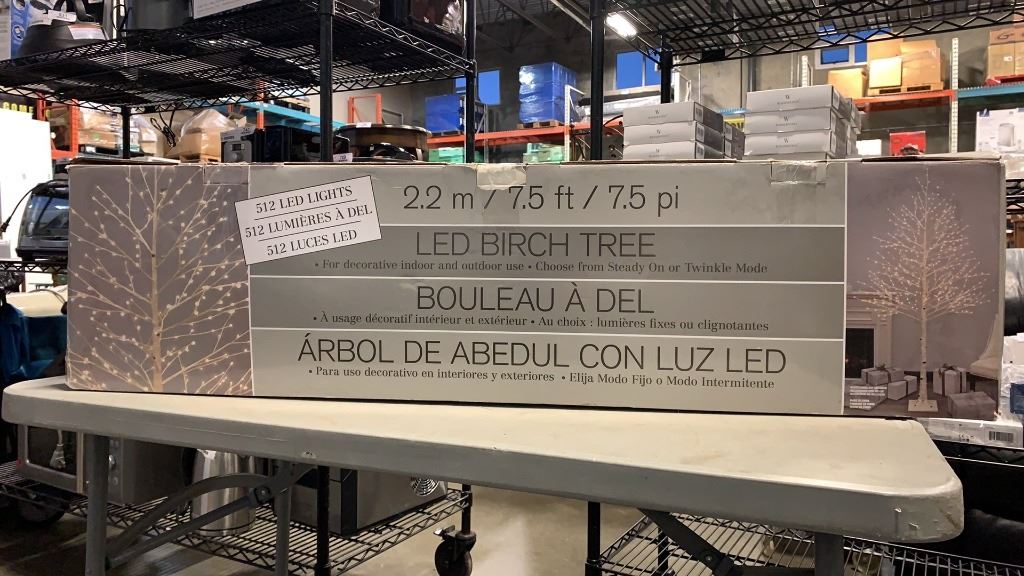 512 LED LIGHTS
512 LUMIÈRES À DEL
512 LUCES LED
2.2 m / 7.5 ft / 7.5 pi
LED BIRCH TREE
• For decorative indoor and outdoor use • Choose from Steady On or Twinkle Mode
BOULEAU À DEL
• À usage décoratif intérieur et extérieur • Au choix : lumières fixes ou clignotantes
ÁRBOL DE ABEDUL CON LUZ LED
• Para uso decorativo en interiores y exteriores • Elija Modo Fijo o Modo Intermitente